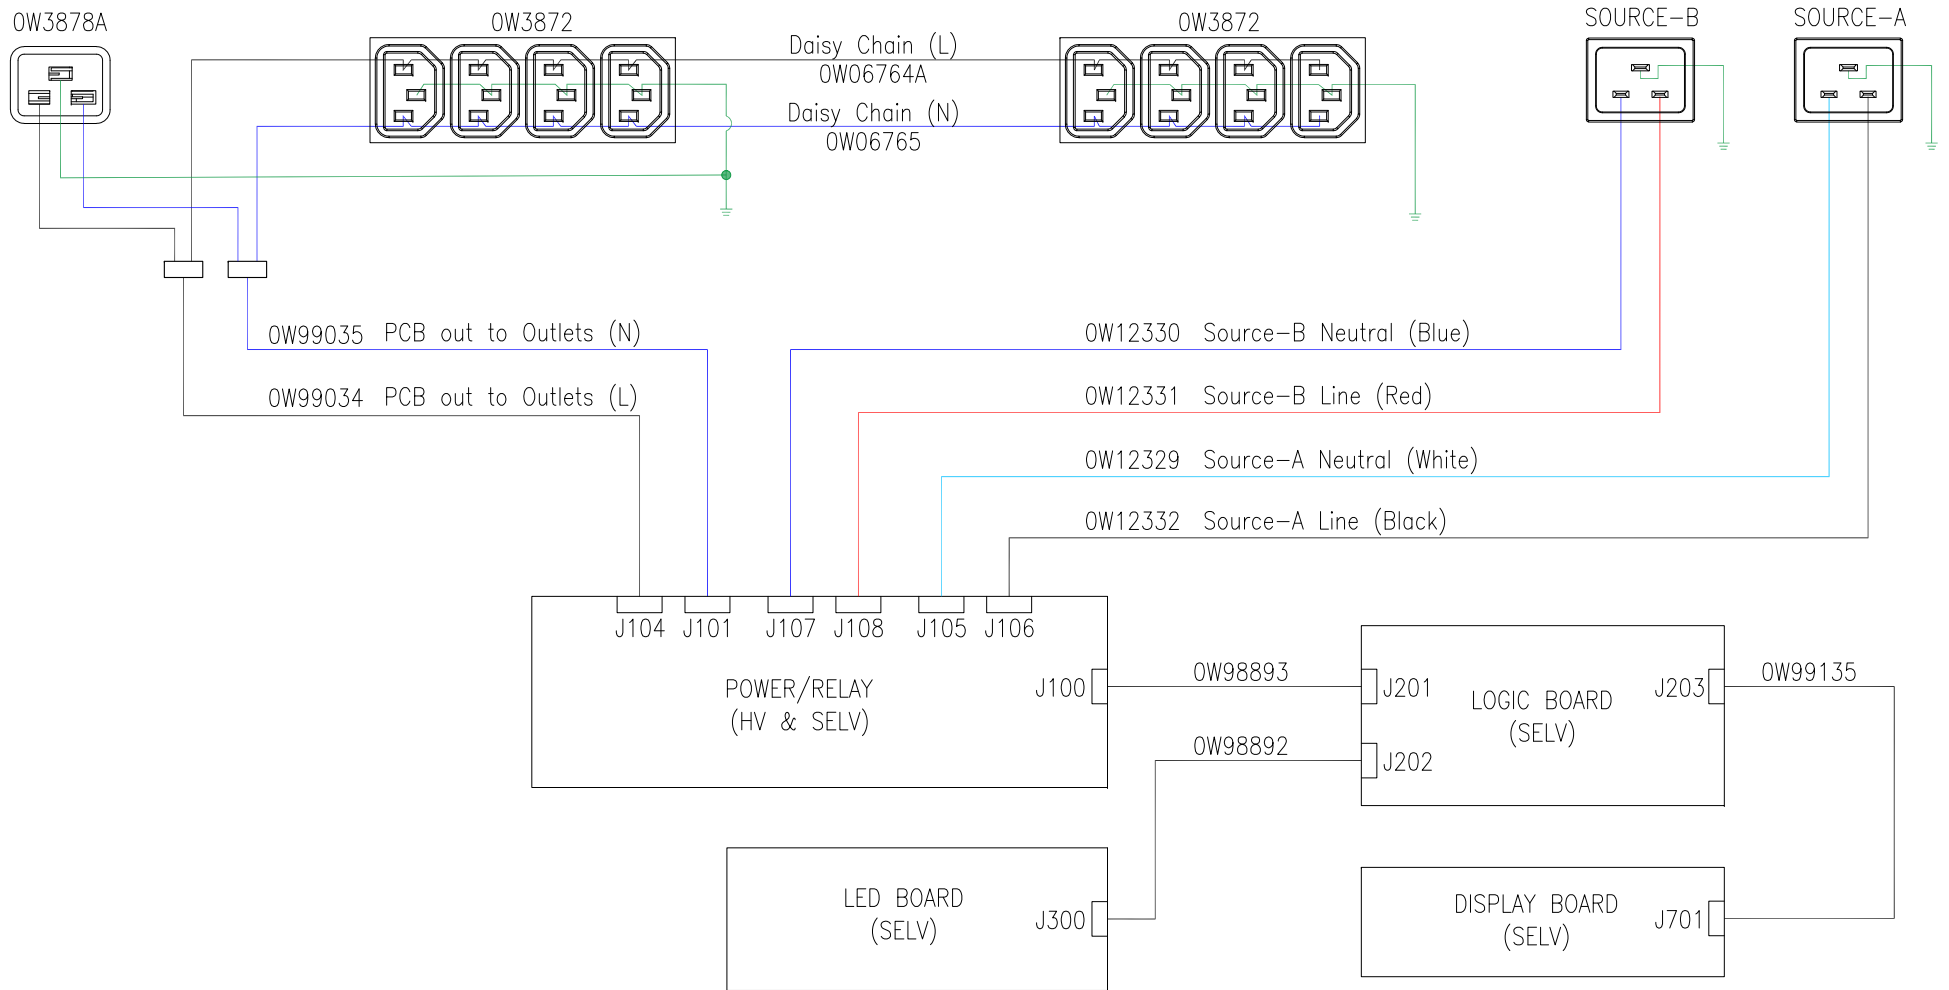 0W3878A
0W3872
0W3872
SOURCE-B
SOURCE-A
Daisy Chain (L)
0W06764A
Daisy Chain (N)
0W06765
0W99035 PCB out to Outlets (N)
0W12330 Source-B Neutral (Blue)
0W99034 PCB out to Outlets (L)
0W12331 Source-B Line (Red)
0W12329 Source-A Neutral (White)
0W12332 Source-A Line (Black)
J104 J101 J107 J108 J105 J106
POWER/RELAY
(HV & SELV)
J100
0W98893
J201
LOGIC BOARD
(SELV)
J203
0W99135
0W98892
J202
LED BOARD
(SELV)
J300
DISPLAY BOARD
(SELV)
J701